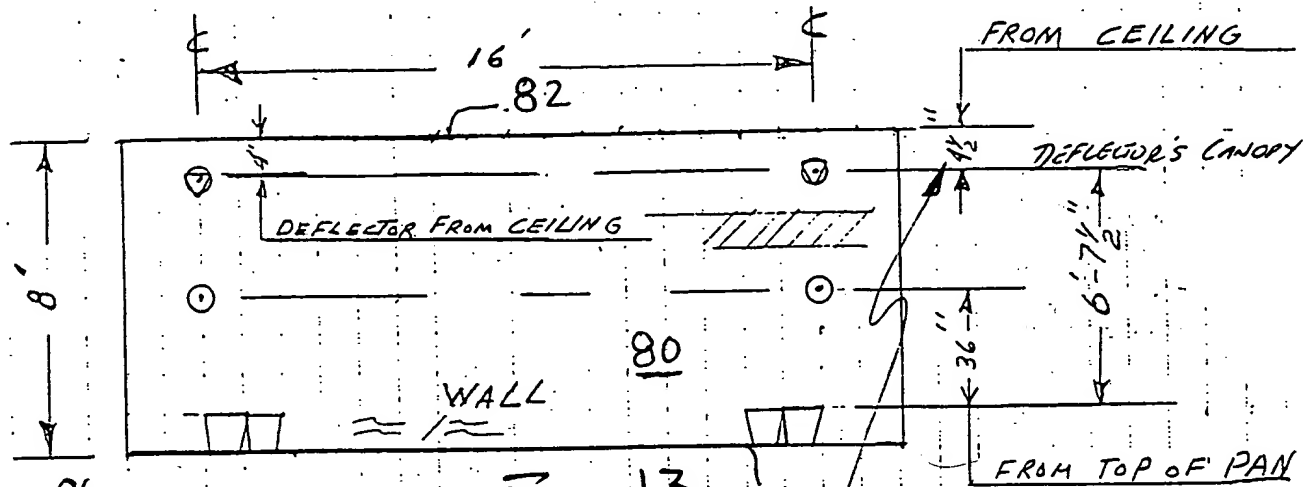 ℄ 16' ℄
FROM CEILING
82
4"
4½"
DEFLECTOR'S CANOPY
DEFLECTOR FROM CEILING
8'
6'-7½"
36"
80
WALL
FROM TOP OF PAN
13